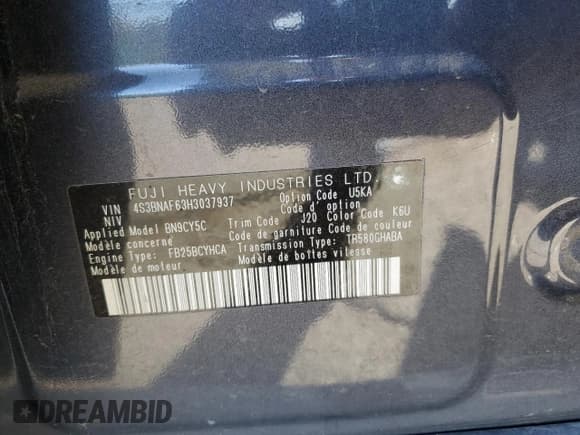 FUJI HEAVY INDUSTRIES LTD.
VIN 4S3BNAF63H3037937 Option Code U5KA
NIV Code d' option
Applied Model BN9CY5C Trim Code J20 Color Code K6U
Modèle concerné Code de garniture Code de couleur
Engine Type: FB25BCYHCA Transmission Type: TR580GHABA
Modèle de moteur Modèle de boîtes vitesse
DREAMBID